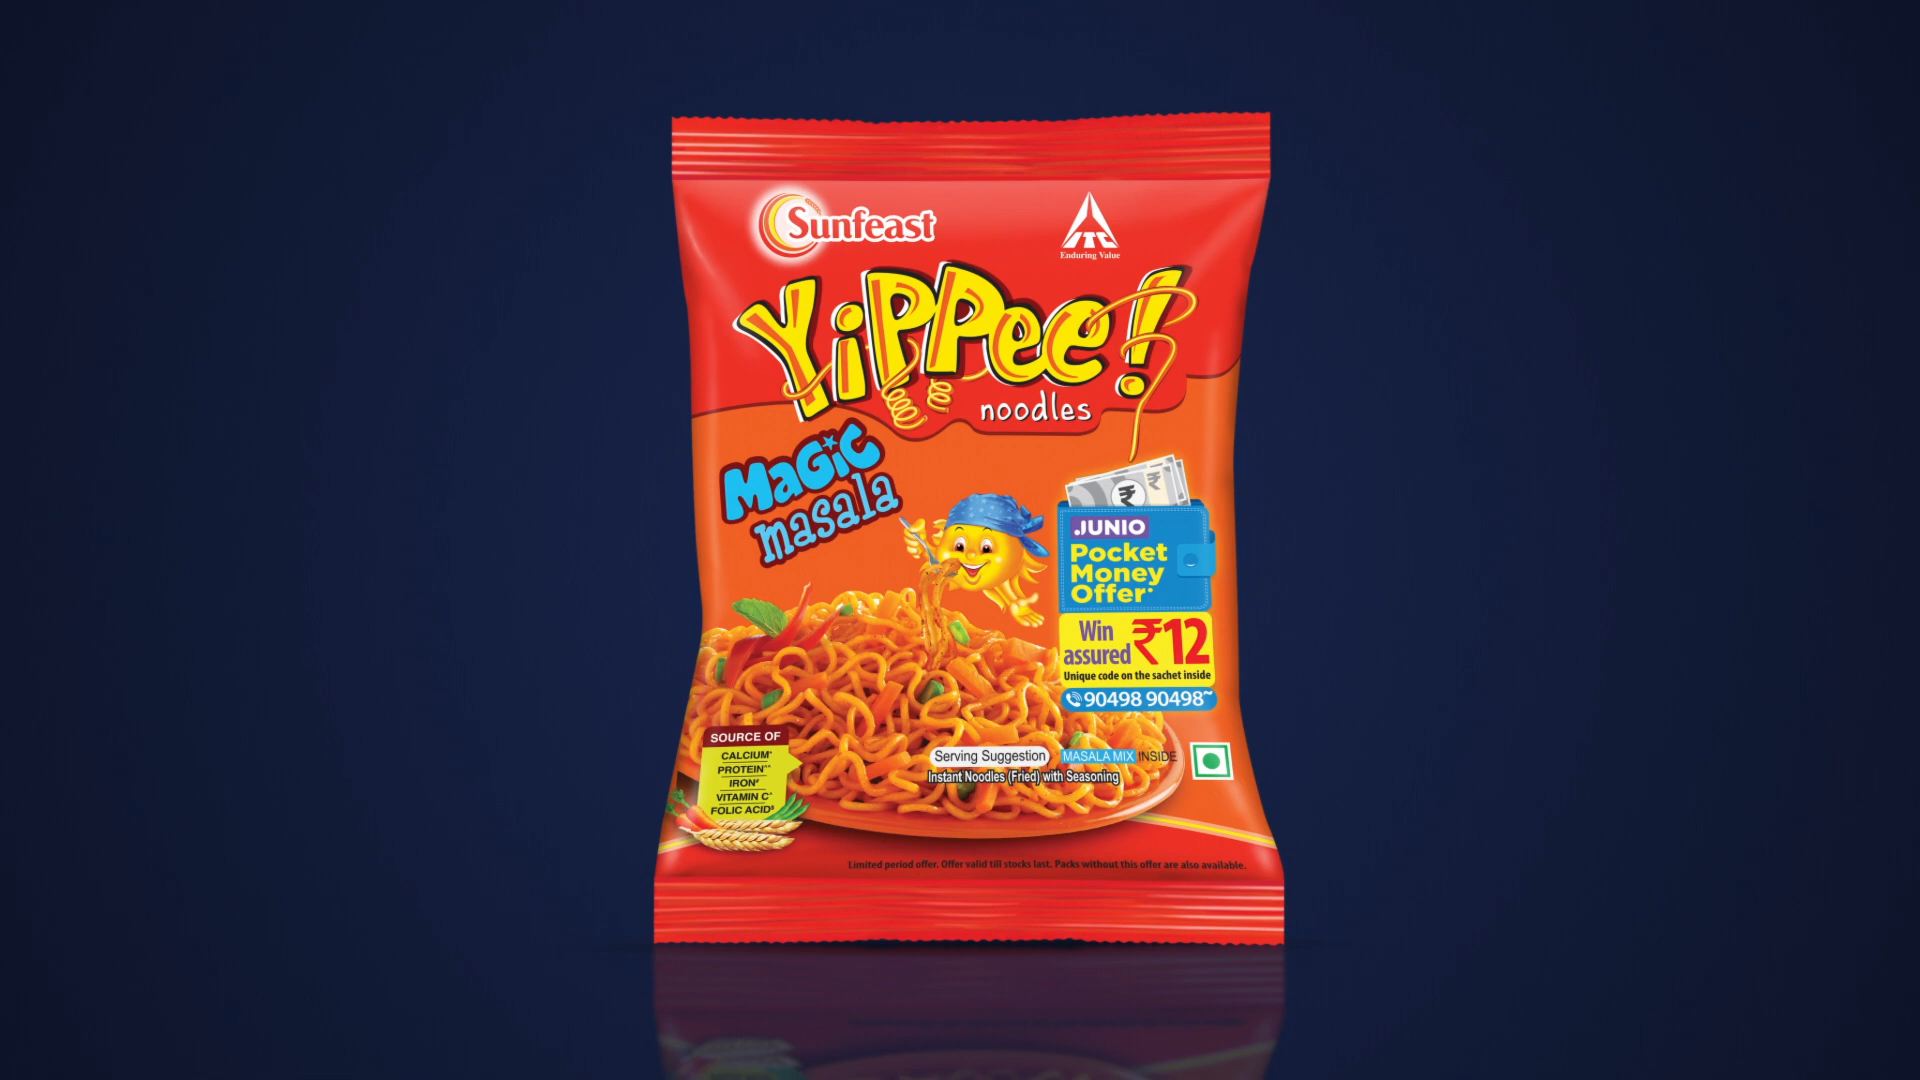 Sunfeast
ITC
Enduring Value
YiPPee!
noodles
MaGiC
masala
JUNIO
Pocket
Money
Offer*
Win
assured ₹12
Unique code on the sachet inside
90498 90498~
SOURCE OF
CALCIUM*
PROTEIN^^
IRON#
VITAMIN C^
FOLIC ACID$
Serving Suggestion MASALA MIX INSIDE
Instant Noodles (Fried) with Seasoning
Limited period offer. Offer valid till stocks last. Packs without this offer are also available.